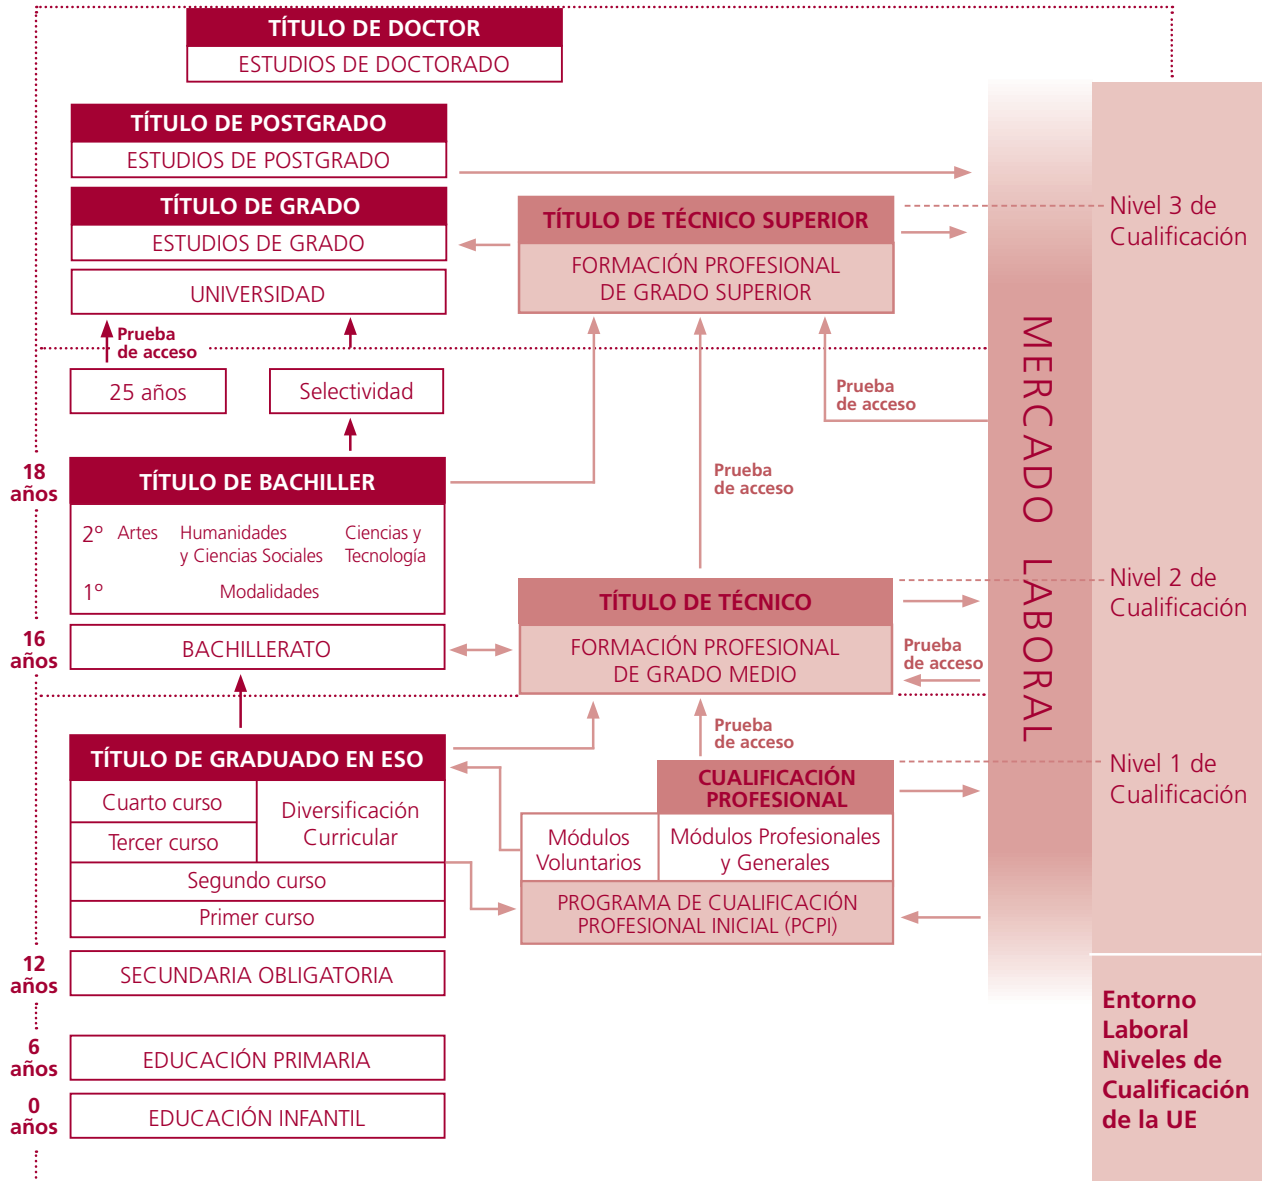 TÍTULO DE DOCTOR
ESTUDIOS DE DOCTORADO
TÍTULO DE POSTGRADO
ESTUDIOS DE POSTGRADO
TÍTULO DE GRADO
ESTUDIOS DE GRADO
UNIVERSIDAD
TÍTULO DE TÉCNICO SUPERIOR
FORMACIÓN PROFESIONAL
DE GRADO SUPERIOR
Nivel 3 de
Cualificación
Prueba
de acceso
25 años
Selectividad
Prueba
de acceso
18
años
TÍTULO DE BACHILLER
2º Artes Humanidades
y Ciencias Sociales
Ciencias y
Tecnología
1º Modalidades
Prueba
de acceso
MERCADO LABORAL
16
años
BACHILLERATO
TÍTULO DE TÉCNICO
FORMACIÓN PROFESIONAL
DE GRADO MEDIO
Nivel 2 de
Cualificación
Prueba
de acceso
Prueba
de acceso
TÍTULO DE GRADUADO EN ESO
Cuarto curso
Tercer curso
Diversificación
Curricular
Segundo curso
Primer curso
CUALIFICACIÓN
PROFESIONAL
Módulos
Voluntarios
Módulos Profesionales
y Generales
PROGRAMA DE CUALIFICACIÓN
PROFESIONAL INICIAL (PCPI)
Nivel 1 de
Cualificación
12
años
SECUNDARIA OBLIGATORIA
6
años
EDUCACIÓN PRIMARIA
0
años
EDUCACIÓN INFANTIL
Entorno
Laboral
Niveles de
Cualificación
de la UE